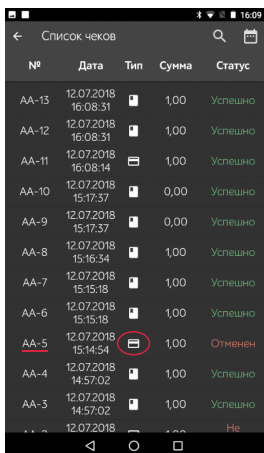 16:09
Список чеков
№ Дата Тип Сумма Статус
AA-13 12.07.2018 16:08:31 1,00 Успешно
AA-12 12.07.2018 16:08:31 1,00 Успешно
AA-11 12.07.2018 16:08:14 1,00 Успешно
AA-10 12.07.2018 15:17:37 0,00 Успешно
AA-9 12.07.2018 15:17:37 0,00 Успешно
AA-8 12.07.2018 15:16:34 1,00 Успешно
AA-7 12.07.2018 15:15:18 1,00 Успешно
AA-6 12.07.2018 15:15:18 1,00 Успешно
AA-5 12.07.2018 15:14:54 1,00 Отменен
AA-4 12.07.2018 14:57:02 1,00 Успешно
AA-3 12.07.2018 14:57:02 1,00 Успешно
12.07.2018 Не